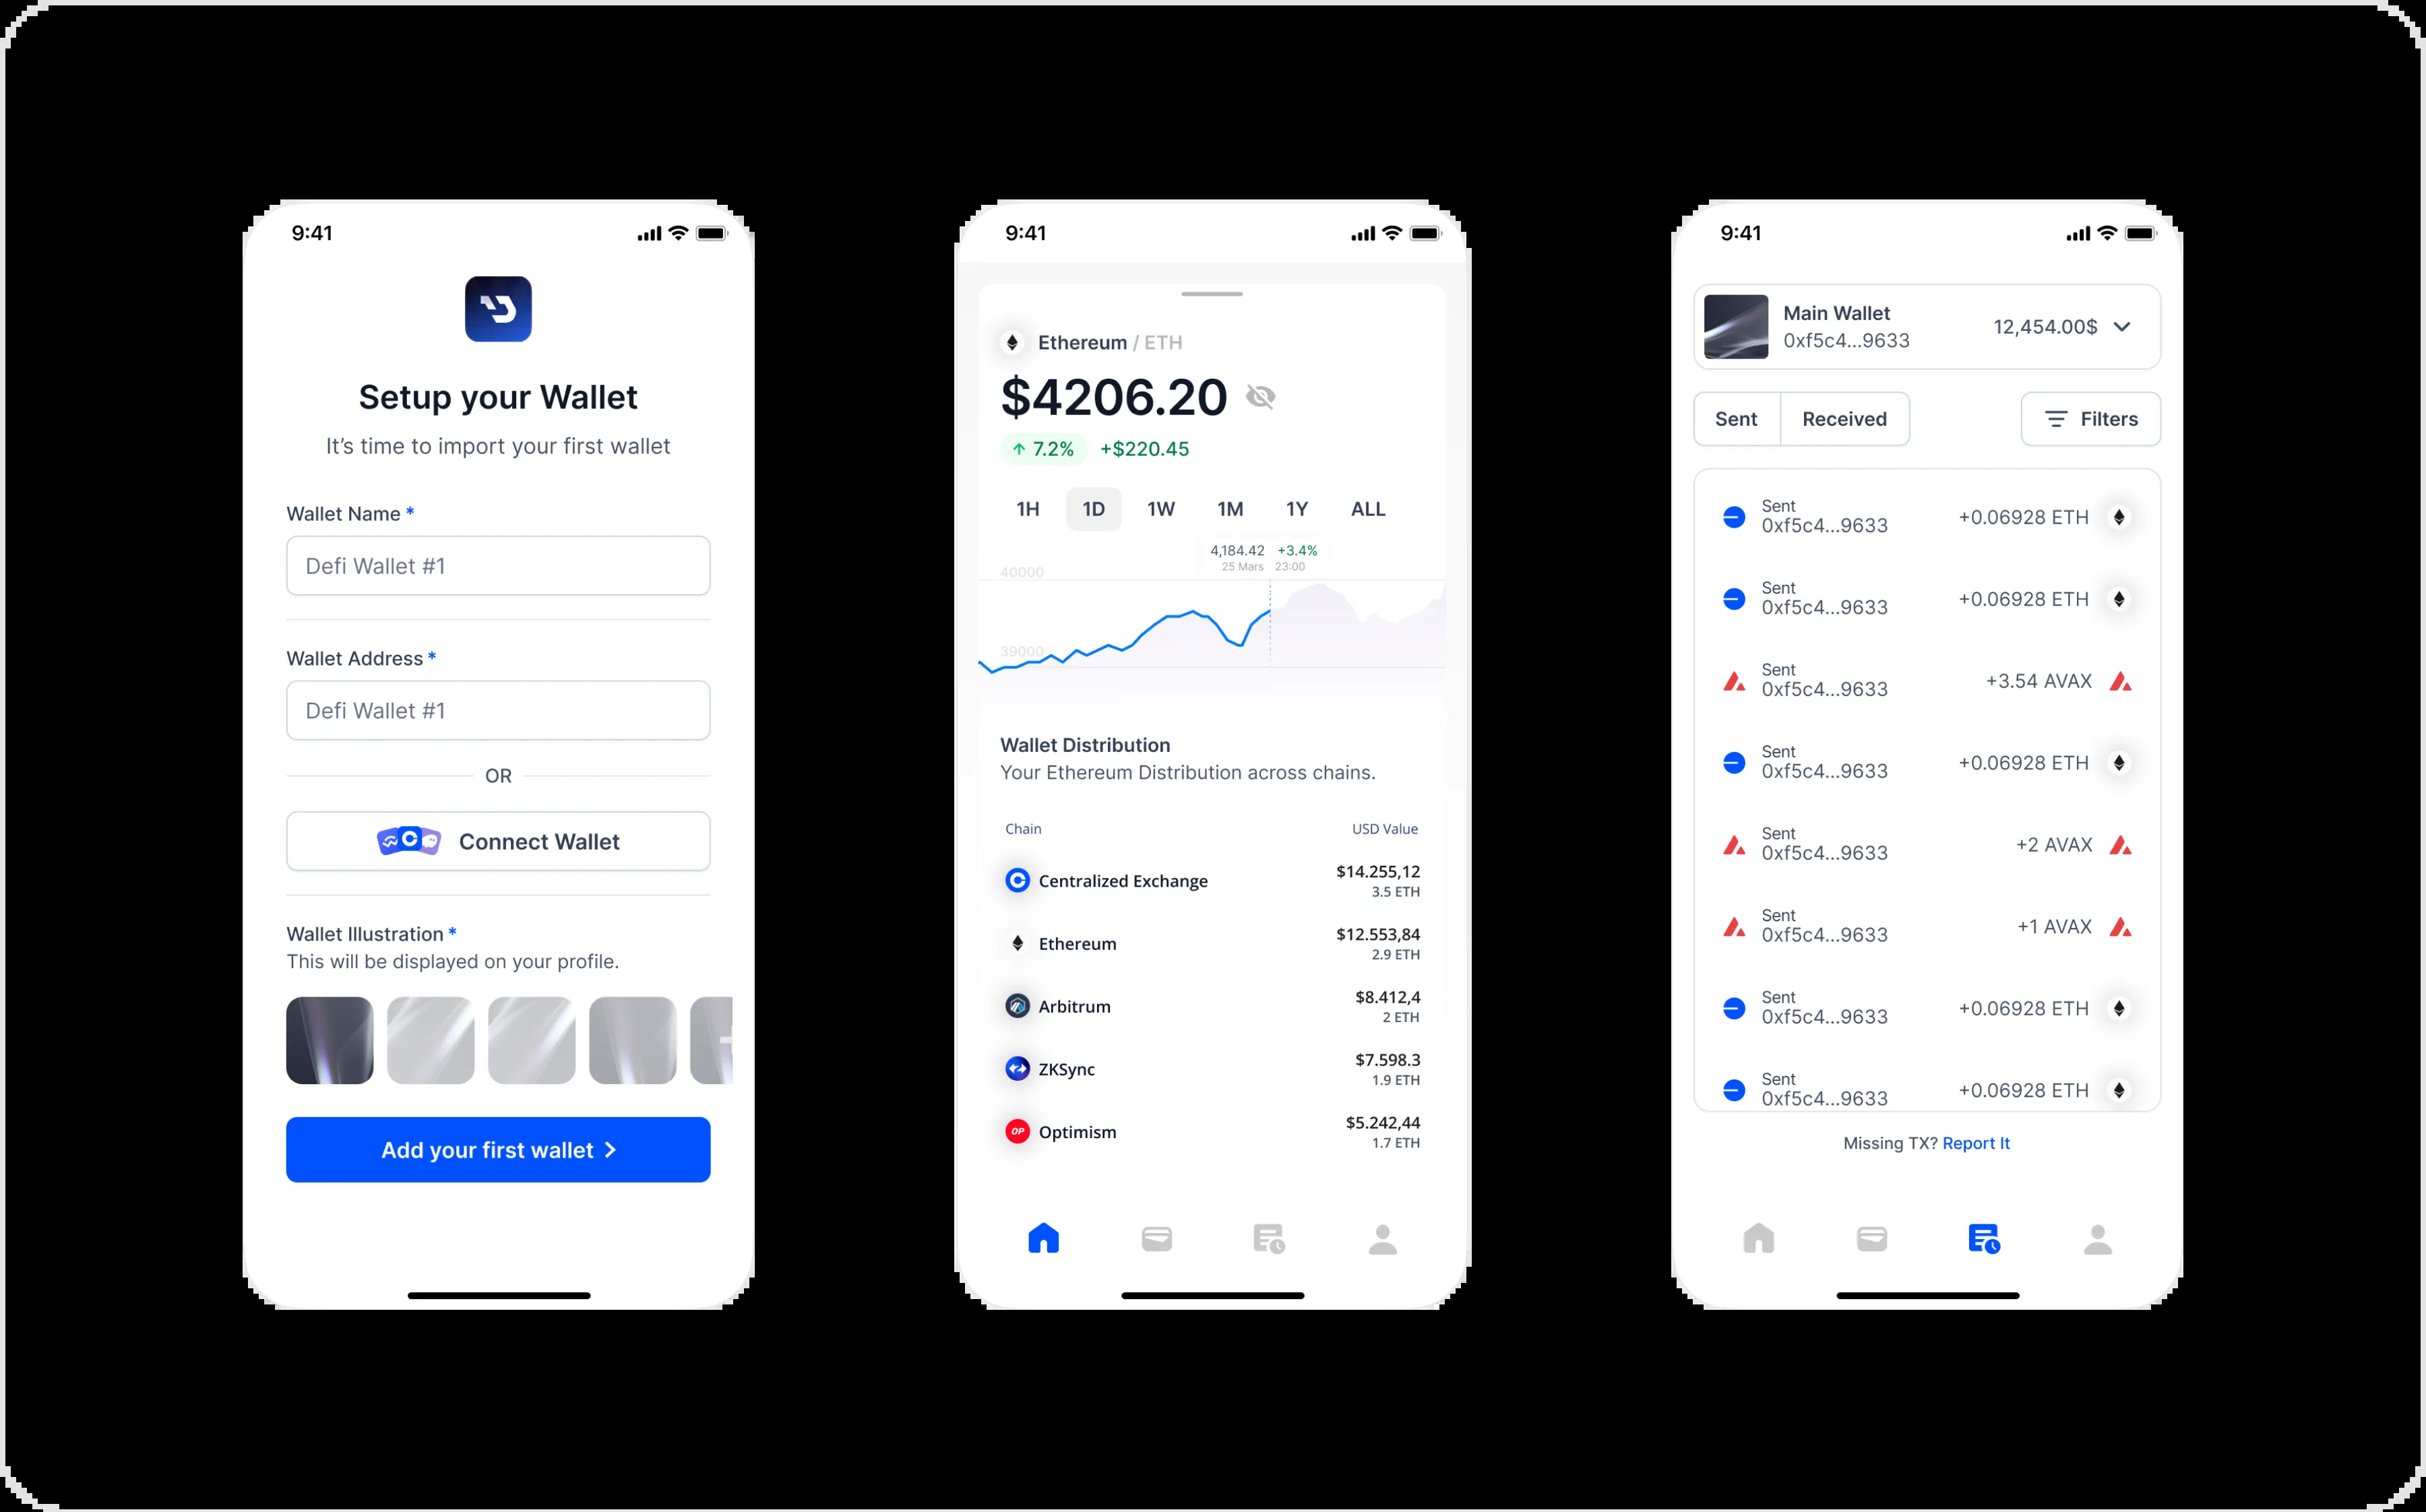 9:41
Setup your Wallet
It's time to import your first wallet
Wallet Name *
Defi Wallet #1
Wallet Address *
Defi Wallet #1
OR
Connect Wallet
Wallet Illustration *
This will be displayed on your profile.
Add your first wallet
9:41
Ethereum / ETH
$4206.20
7.2% +$220.45
1H 1D 1W 1M 1Y ALL
4,184.42 +3.4%
25 Mars 23:00
40000
39000
Wallet Distribution
Your Ethereum Distribution across chains.
Chain USD Value
Centralized Exchange $14.255,12
3.5 ETH
Ethereum $12.553,84
2.9 ETH
Arbitrum $8.412,4
2 ETH
ZKSync $7.598.3
1.9 ETH
OP Optimism $5.242,44
1.7 ETH
9:41
Main Wallet
0xf5c4...9633
12,454.00$
Sent Received Filters
Sent
0xf5c4...9633 +0.06928 ETH
Sent
0xf5c4...9633 +0.06928 ETH
Sent
0xf5c4...9633 +3.54 AVAX
Sent
0xf5c4...9633 +0.06928 ETH
Sent
0xf5c4...9633 +2 AVAX
Sent
0xf5c4...9633 +1 AVAX
Sent
0xf5c4...9633 +0.06928 ETH
Sent
0xf5c4...9633 +0.06928 ETH
Missing TX? Report It